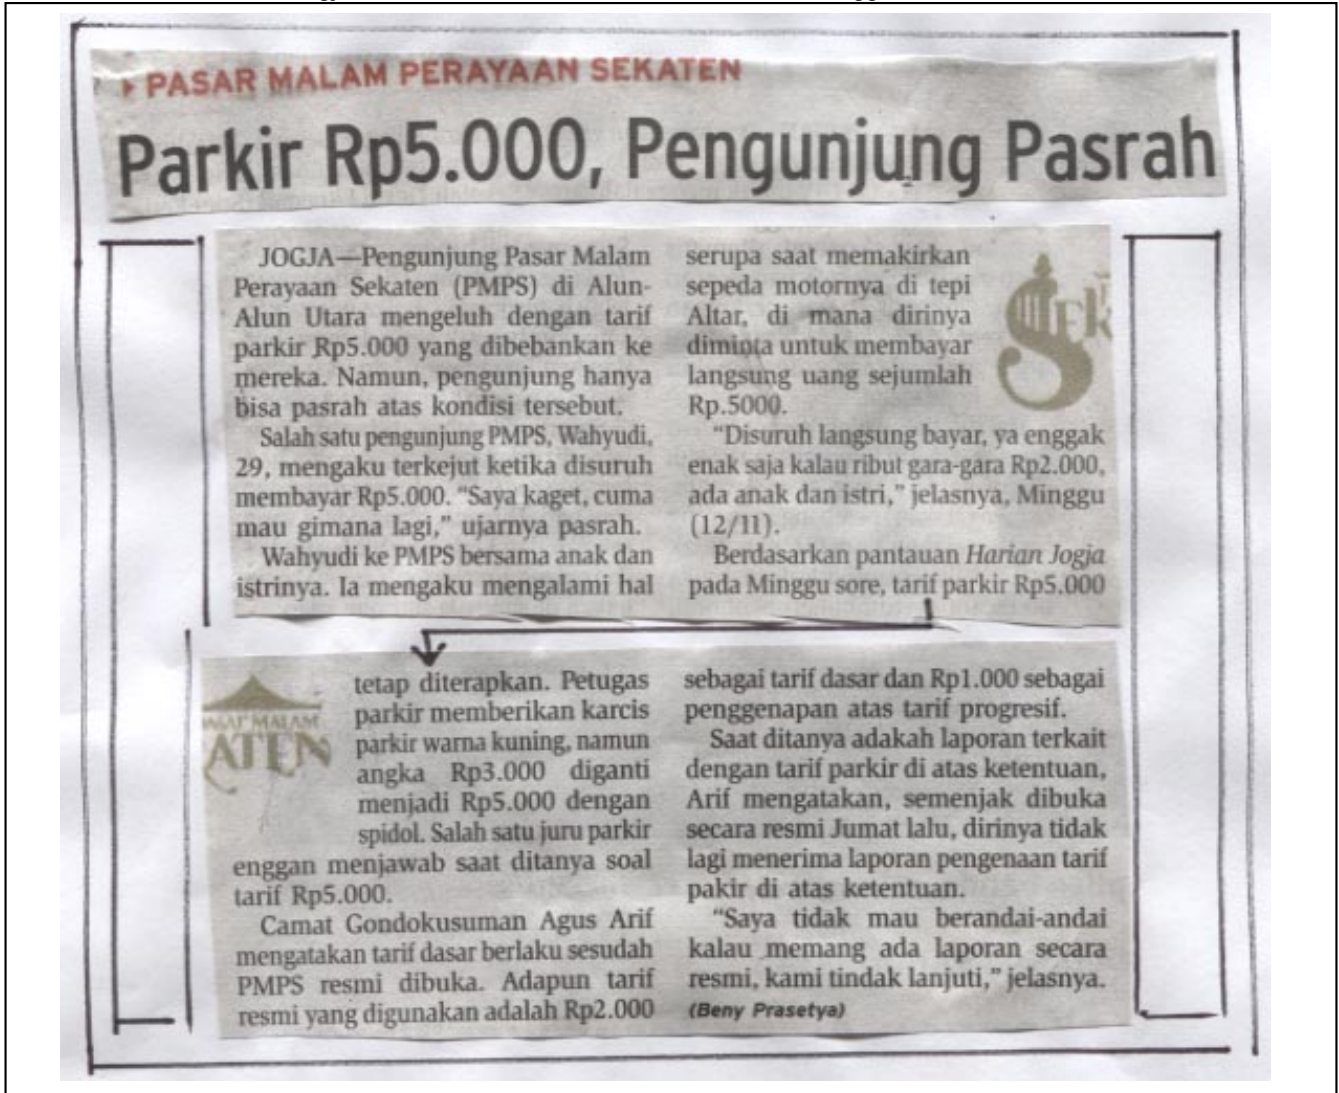 PASAR MALAM PERAYAAN SEKATEN
Parkir Rp5.000, Pengunjung Pasrah
JOGJA—Pengunjung Pasar Malam
Perayaan Sekaten (PMPS) di Alun-
Alun Utara mengeluh dengan tarif
parkir Rp5.000 yang dibebankan ke
mereka. Namun, pengunjung hanya
bisa pasrah atas kondisi tersebut.
Salah satu pengunjung PMPS, Wahyudi,
29, mengaku terkejut ketika disuruh
membayar Rp5.000. “Saya kaget, cuma
mau gimana lagi,” ujarnya pasrah.
Wahyudi ke PMPS bersama anak dan
istrinya. Ia mengaku mengalami hal
serupa saat memakirkan
sepeda motornya di tepi
Altar, di mana dirinya
diminta untuk membayar
langsung uang sejumlah
Rp.5000.
“Disuruh langsung bayar, ya enggak
enak saja kalau ribut gara-gara Rp2.000,
ada anak dan istri,” jelasnya, Minggu
(12/11).
Berdasarkan pantauan Harian Jogja
pada Minggu sore, tarif parkir Rp5.000
SEK
MALAM
ATEN
tetap diterapkan. Petugas
parkir memberikan karcis
parkir warna kuning, namun
angka Rp3.000 diganti
menjadi Rp5.000 dengan
spidol. Salah satu juru parkir
enggan menjawab saat ditanya soal
tarif Rp5.000.
Camat Gondokusuman Agus Arif
mengatakan tarif dasar berlaku sesudah
PMPS resmi dibuka. Adapun tarif
resmi yang digunakan adalah Rp2.000
sebagai tarif dasar dan Rp1.000 sebagai
penggenapan atas tarif progresif.
Saat ditanya adakah laporan terkait
dengan tarif parkir di atas ketentuan,
Arif mengatakan, semenjak dibuka
secara resmi Jumat lalu, dirinya tidak
lagi menerima laporan pengenaan tarif
pakir di atas ketentuan.
“Saya tidak mau berandai-andai
kalau memang ada laporan secara
resmi, kami tindak lanjuti,” jelasnya.
(Beny Prasetya)